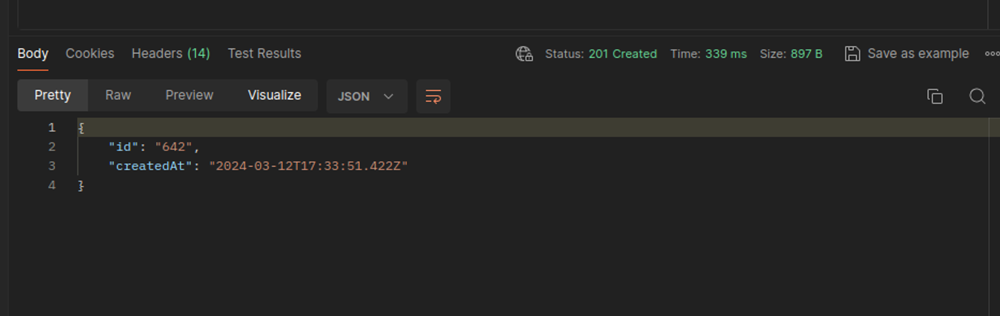 Body Cookies Headers (14) Test Results Status: 201 Created Time: 339 ms Size: 897 B Save as example
Pretty Raw Preview Visualize JSON
1 {
2 "id": "642",
3 "createdAt": "2024-03-12T17:33:51.422Z"
4 }